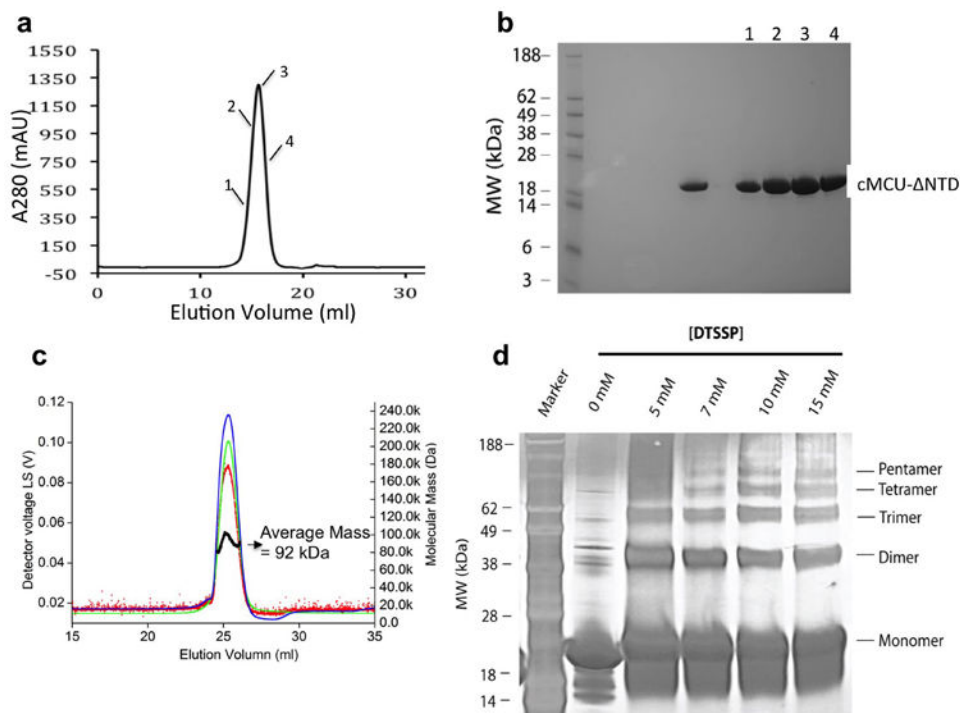 a
1550
1350
1150
950
750
550
350
150
-50
A280 (mAU)
0
10
20
30
Elution Volume (ml)
1
2
3
4
b
1 2 3 4
188
62
49
38
28
18
14
6
3
MW (kDa)
cMCU-ΔNTD
c
0.12
0.10
0.08
0.06
0.04
0.02
Detector voltage LS (V)
240.0k
220.0k
200.0k
180.0k
160.0k
140.0k
120.0k
100.0k
80.0k
60.0k
40.0k
20.0k
0.0
Molecular Mass (Da)
Average Mass
= 92 kDa
15
20
25
30
35
Elution Volumn (ml)
d
[DTSSP]
Marker
0 mM
5 mM
7 mM
10 mM
15 mM
188
62
49
38
28
18
14
MW (kDa)
Pentamer
Tetramer
Trimer
Dimer
Monomer